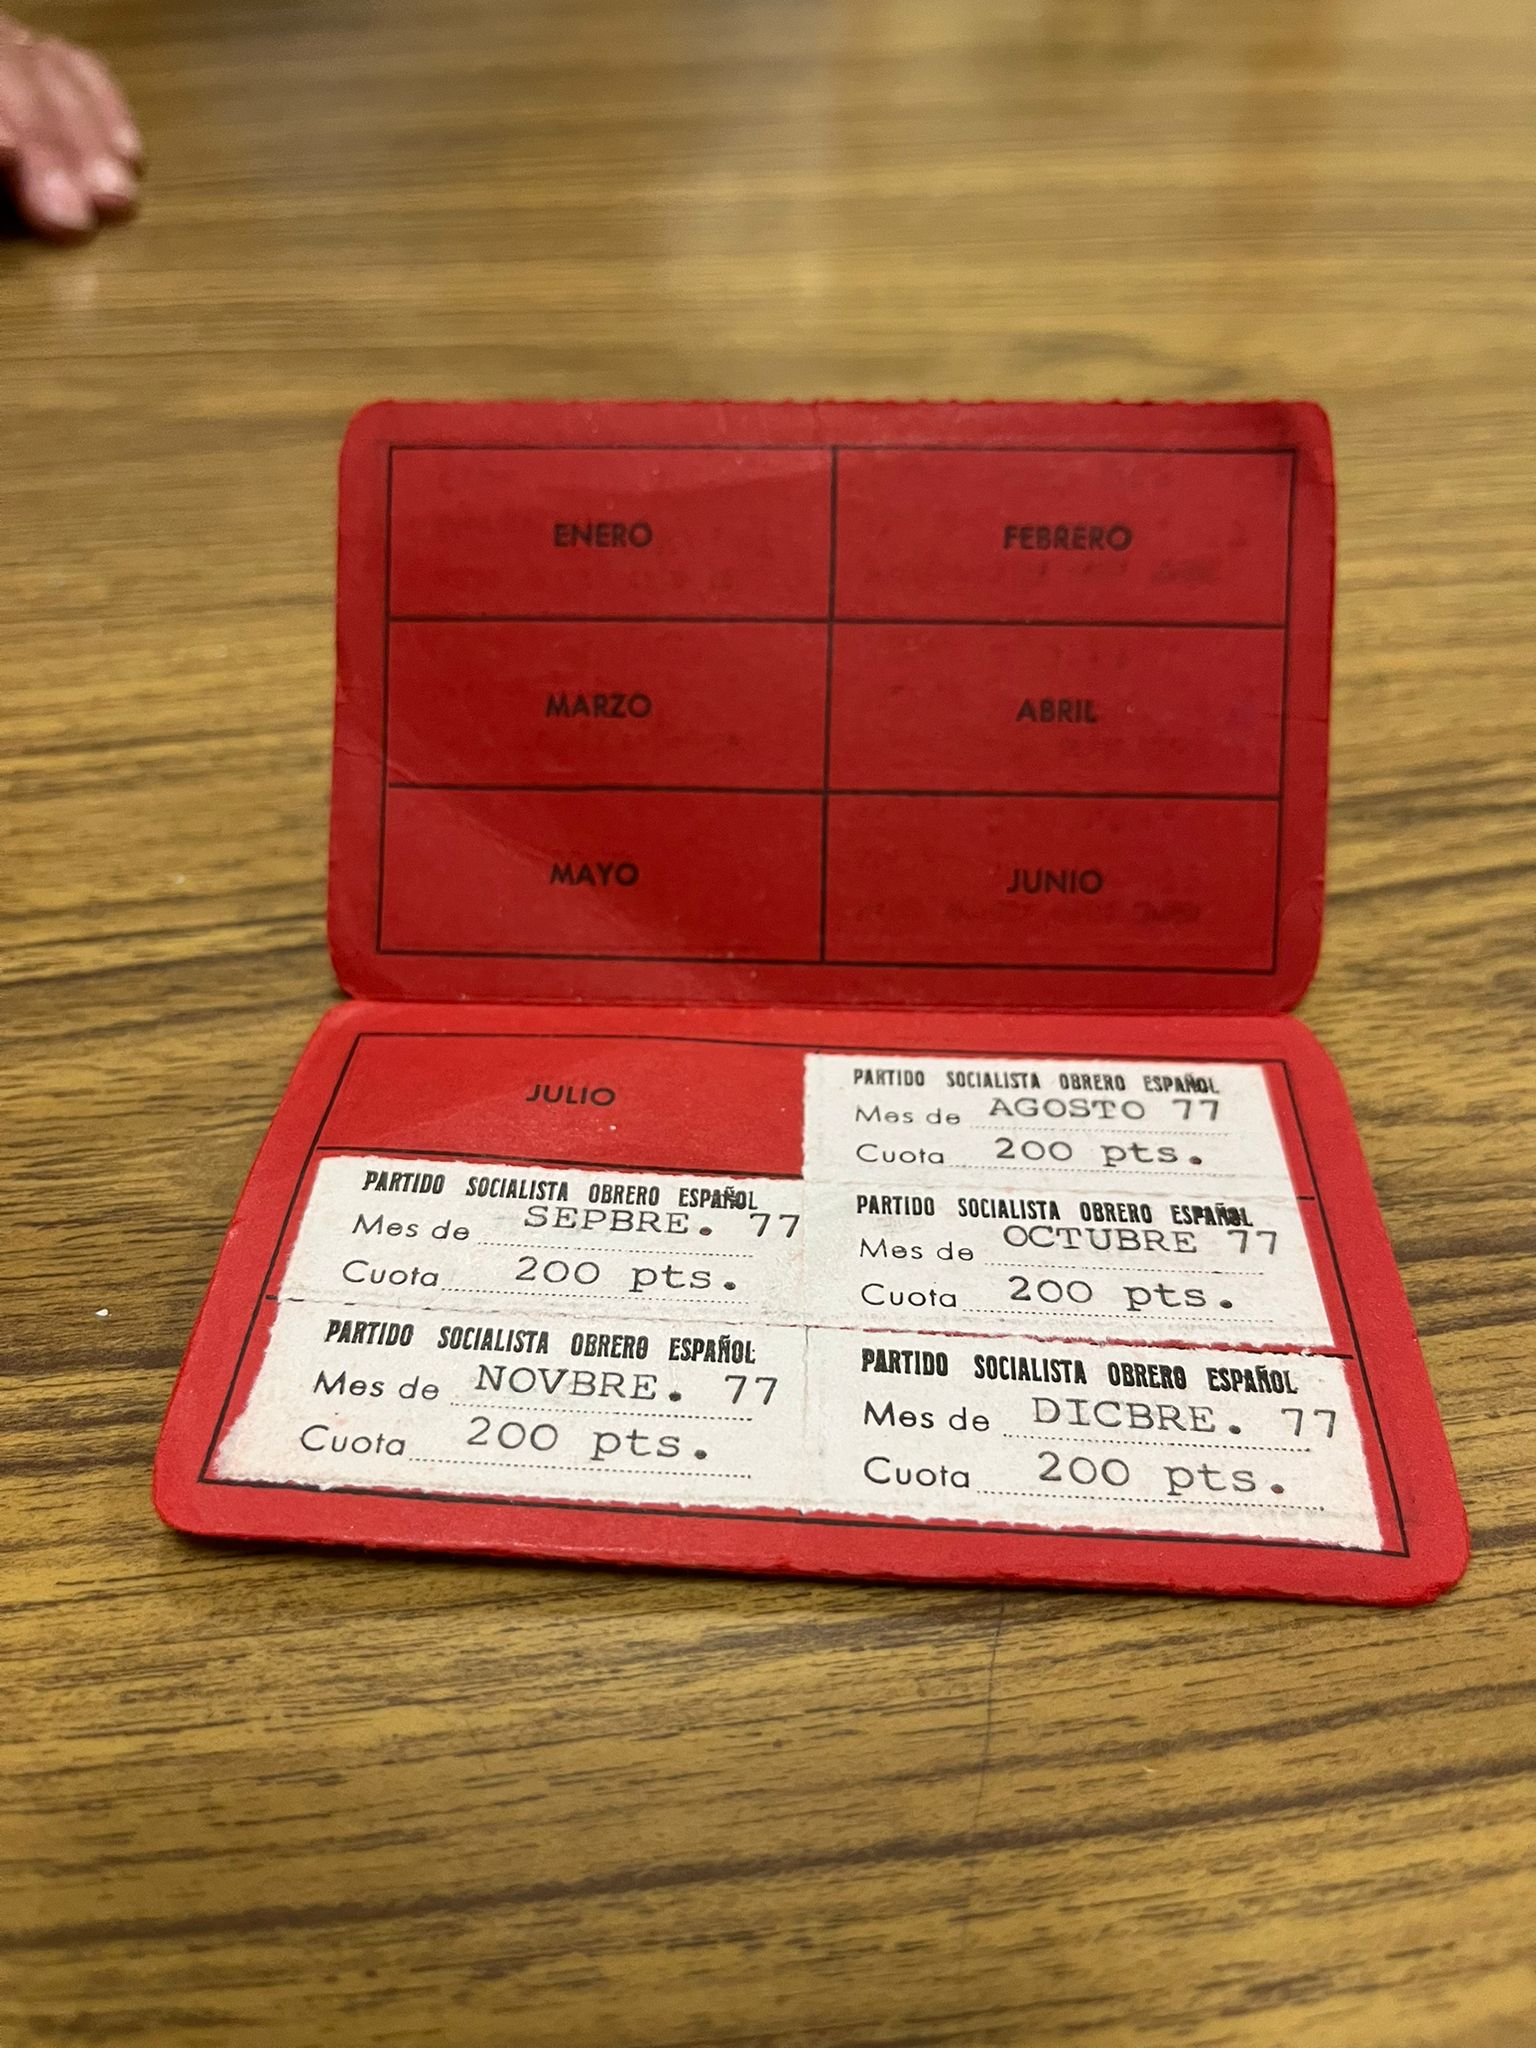 ENERO
FEBRERO
MARZO
ABRIL
MAYO
JUNIO
JULIO
PARTIDO SOCIALISTA OBRERO ESPAÑOL
Mes de AGOSTO 77
Cuota 200 pts.
PARTIDO SOCIALISTA OBRERO ESPAÑOL
Mes de SEPBRE. 77
Cuota 200 pts.
PARTIDO SOCIALISTA OBRERO ESPAÑOL
Mes de OCTUBRE 77
Cuota 200 pts.
PARTIDO SOCIALISTA OBRERO ESPAÑOL
Mes de NOVBRE. 77
Cuota 200 pts.
PARTIDO SOCIALISTA OBRERO ESPAÑOL
Mes de DICBRE. 77
Cuota 200 pts.